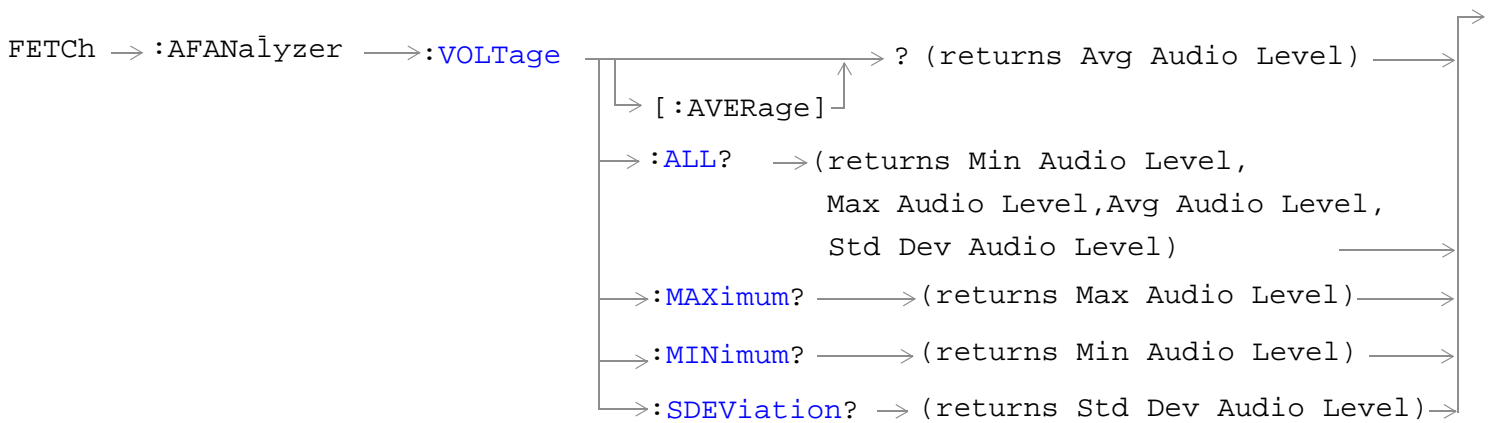 FETCh :AFANalyzer :VOLTage ? (returns Avg Audio Level)
[:AVERage]
:ALL? (returns Min Audio Level,
Max Audio Level,Avg Audio Level,
Std Dev Audio Level)
:MAXimum? (returns Max Audio Level)
:MINimum? (returns Min Audio Level)
:SDEViation? (returns Std Dev Audio Level)